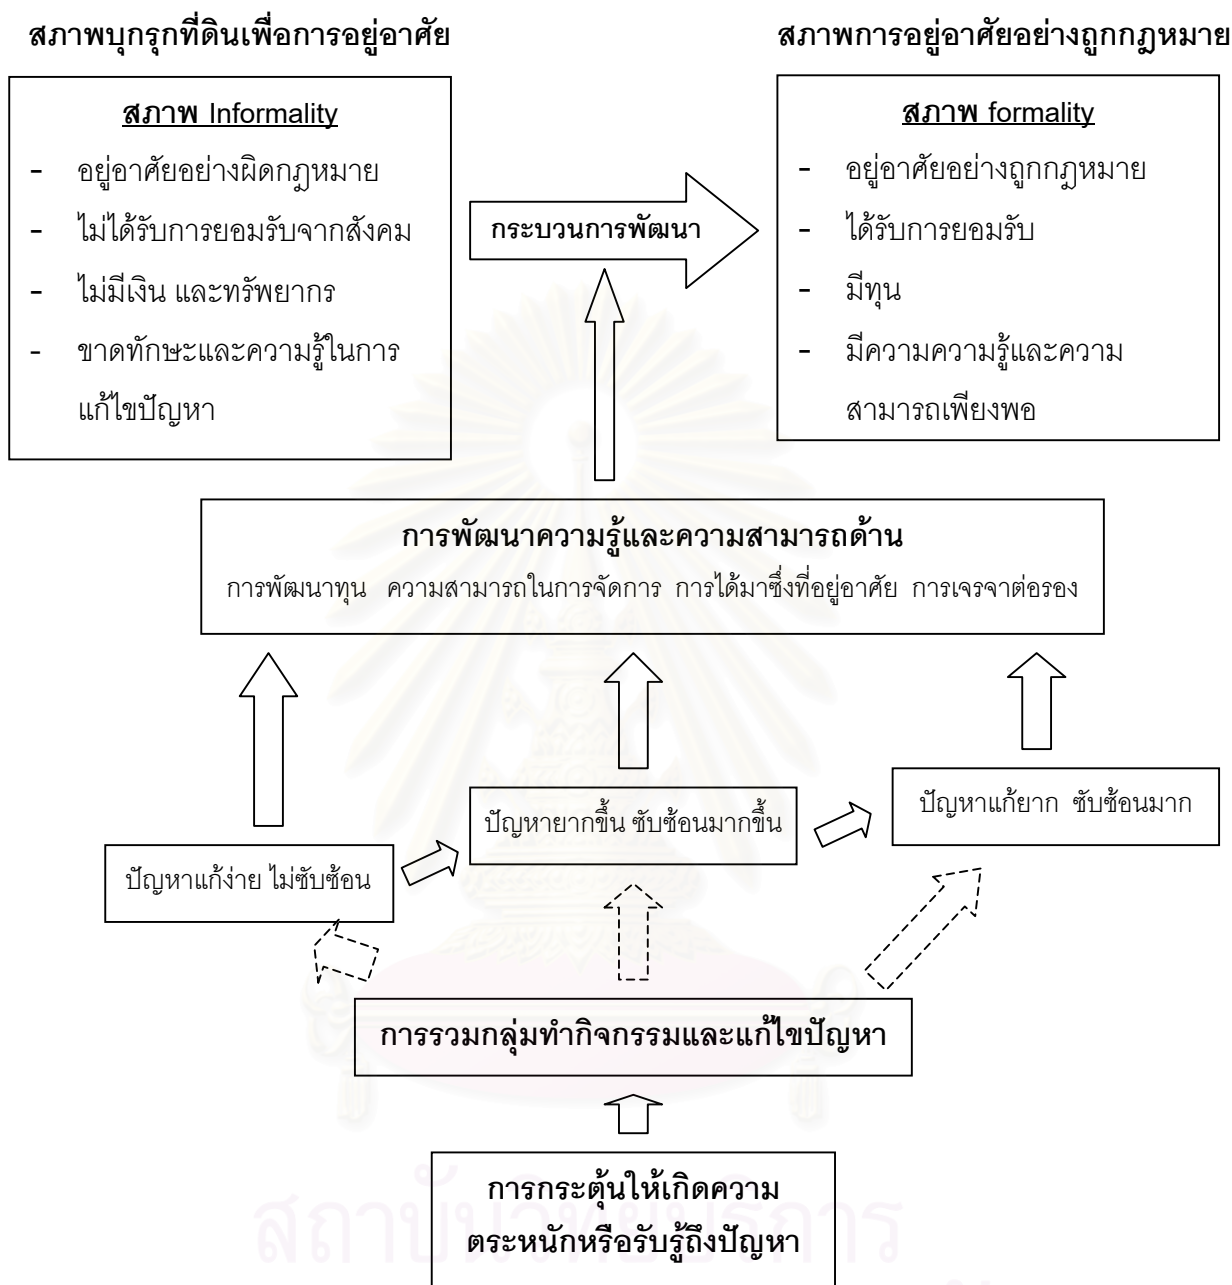 สภาพบุกรุกที่ดินเพื่อการอยู่อาศัย
สภาพการอยู่อาศัยอย่างถูกกฎหมาย
สภาพ Informality
- อยู่อาศัยอย่างผิดกฎหมาย
- ไม่ได้รับการยอมรับจากสังคม
- ไม่มีเงิน และทรัพยากร
- ขาดทักษะและความรู้ในการ
แก้ไขปัญหา
กระบวนการพัฒนา
สภาพ formality
- อยู่อาศัยอย่างถูกกฎหมาย
- ได้รับการยอมรับ
- มีทุน
- มีความความรู้และความ
สามารถเพียงพอ
การพัฒนาความรู้และความสามารถด้าน
การพัฒนาทุน ความสามารถในการจัดการ การได้มาซึ่งที่อยู่อาศัย การเจรจาต่อรอง
ปัญหาแก้ง่าย ไม่ซับซ้อน
ปัญหายากขึ้น ซับซ้อนมากขึ้น
ปัญหาแก้ยาก ซับซ้อนมาก
การรวมกลุ่มทำกิจกรรมและแก้ไขปัญหา
การกระตุ้นให้เกิดความ
ตระหนักหรือรับรู้ถึงปัญหา
สถาบันวิทยบริการ